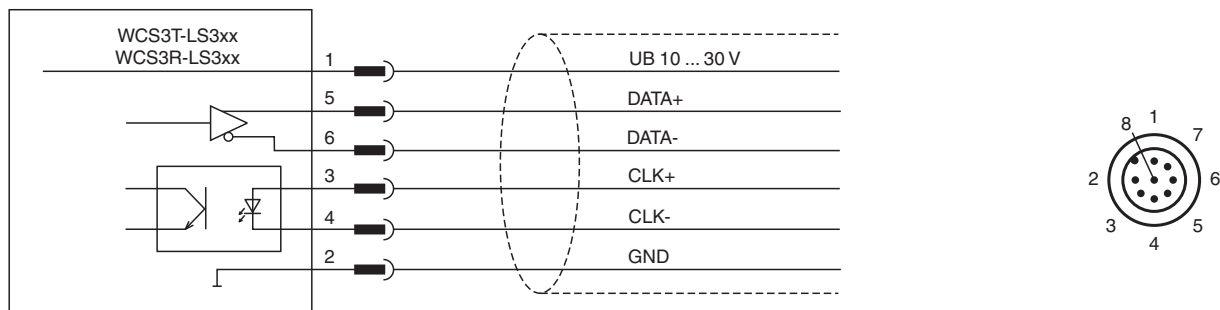 WCS3T-LS3xx
WCS3R-LS3xx
1
UB 10 ... 30 V
5
DATA+
6
DATA-
3
CLK+
4
CLK-
2
GND
8
1
7
2
6
3
5
4